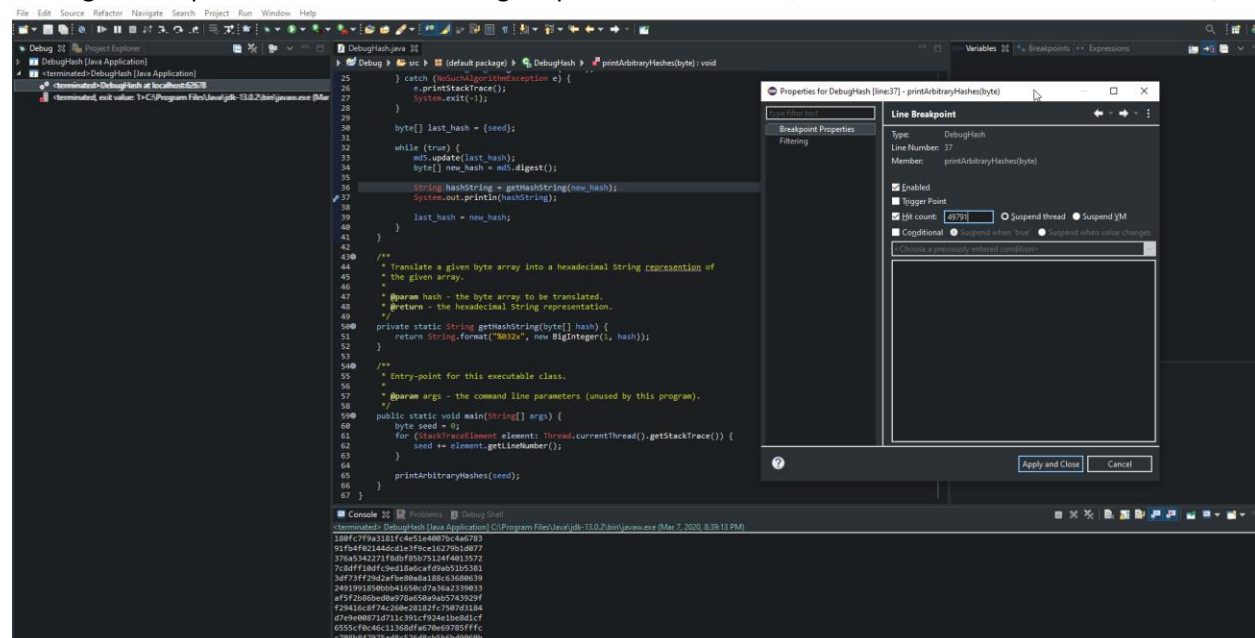 File Edit Source Refactor Navigate Search Project Run Window Help
Debug Project Explorer
DebugHash [Java Application]
<terminated>DebugHash [Java Application]
<terminated>DebugHash at localhost:62678
<terminated, exit value: 1>C:\Program Files\Java\jdk-13.0.2\bin\javaw.exe (Mar
DebugHash.java
Debug src (default package) DebugHash printArbitraryHashes(byte) : void
25 } catch (NoSuchAlgorithmException e) {
26 e.printStackTrace();
27 System.exit(-1);
28 }
29
30 byte[] last_hash = {seed};
31
32 while (true) {
33 md5.update(last_hash);
34 byte[] new_hash = md5.digest();
35
36 String hashString = getHashString(new_hash);
37 System.out.println(hashString);
38
39 last_hash = new_hash;
40 }
41 }
42
43 /**
44 * Translate a given byte array into a hexadecimal String represention of
45 * the given array.
46 *
47 * @param hash - the byte array to be translated.
48 * @return - the hexadecimal String representation.
49 */
50 private static String getHashString(byte[] hash) {
51 return String.format("%032x", new BigInteger(1, hash));
52 }
53
54 /**
55 * Entry-point for this executable class.
56 *
57 * @param args - the command line parameters (unused by this program).
58 */
59 public static void main(String[] args) {
60 byte seed = 0;
61 for (StackTraceElement element: Thread.currentThread().getStackTrace()) {
62 seed += element.getLineNumber();
63 }
64
65 printArbitraryHashes(seed);
66 }
67 }
Variables Breakpoints Expressions
Properties for DebugHash [line:37] - printArbitraryHashes(byte)
type filter text
Breakpoint Properties
Filtering
Line Breakpoint
Type: DebugHash
Line Number: 37
Member: printArbitraryHashes(byte)
Enabled
Trigger Point
Hit count: 49791 Suspend thread Suspend VM
Conditional Suspend when 'true' Suspend when value changes
<Choose a previously entered condition>
Apply and Close Cancel
Console Problems Debug Shell
<terminated> DebugHash [Java Application] C:\Program Files\Java\jdk-13.0.2\bin\javaw.exe (Mar 7, 2020, 8:39:13 PM)
180fc7f9a3181fc4e51e4007bc4a6783
91fb4f02144dcd1e3f9ce16279b1d077
376a5342271f8dbf85b75124f4013572
7c8dff10dfc9ed18a6cafd9ab51b5381
3df73ff29d2afbe80a8a188c63680639
2491991850bbb41650cd7a36a2339033
af5f2b86bed0a978a650a9ab5743929f
f29416c8f74c260e28182fc7507d3184
d7e9e00871d711c391cf924e1be8d1cf
6555cf0c46c11368dfa670e69785fffc